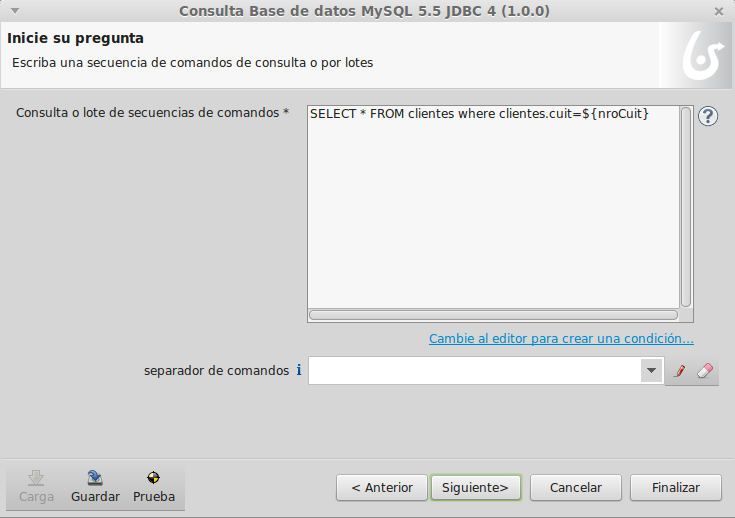 Consulta Base de datos MySQL 5.5 JDBC 4 (1.0.0)
Inicie su pregunta
Escriba una secuencia de comandos de consulta o por lotes
Consulta o lote de secuencias de comandos *
SELECT * FROM clientes where clientes.cuit=${nroCuit}
?
Cambie al editor para crear una condición...
separador de comandos i
Carga Guardar Prueba
< Anterior Siguiente> Cancelar Finalizar